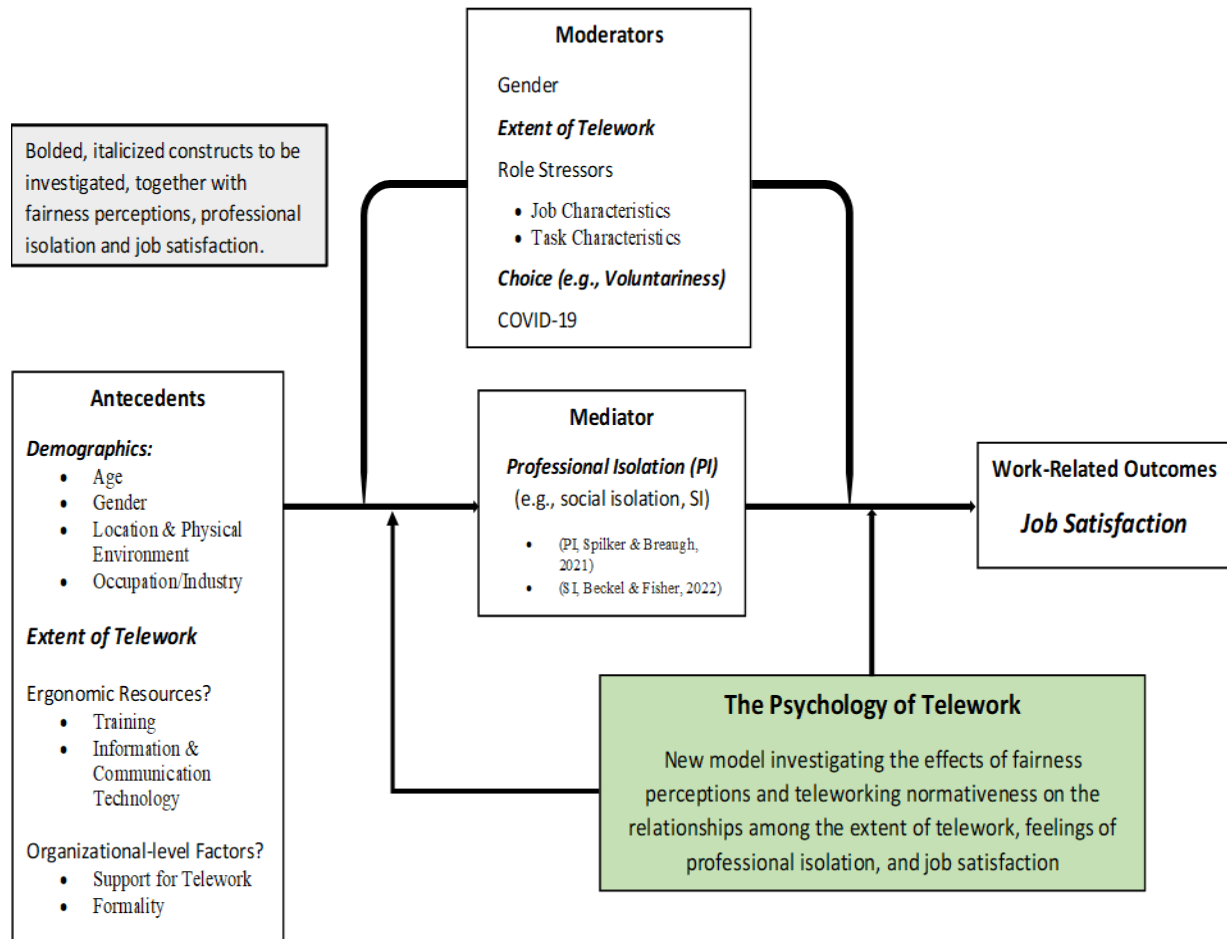 Moderators
Gender
Extent of Telework
Role Stressors
• Job Characteristics
• Task Characteristics
Choice (e.g., Voluntariness)
COVID-19
Bolded, italicized constructs to be
investigated, together with
fairness perceptions, professional
isolation and job satisfaction.
Antecedents
Demographics:
• Age
• Gender
• Location & Physical
Environment
• Occupation/Industry
Extent of Telework
Ergonomic Resources?
• Training
• Information &
Communication
Technology
Organizational-level Factors?
• Support for Telework
• Formality
Mediator
Professional Isolation (PI)
(e.g., social isolation, SI)
• (PI, Spilker & Breaugh,
2021)
• (SI, Beckel & Fisher, 2022)
Work-Related Outcomes
Job Satisfaction
The Psychology of Telework
New model investigating the effects of fairness
perceptions and teleworking normativeness on the
relationships among the extent of telework, feelings of
professional isolation, and job satisfaction